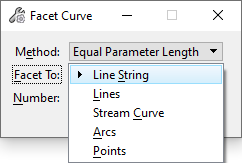 Facet Curve
Method: Equal Parameter Length
Facet To: Line String
Number: Lines
Stream Curve
Arcs
Points